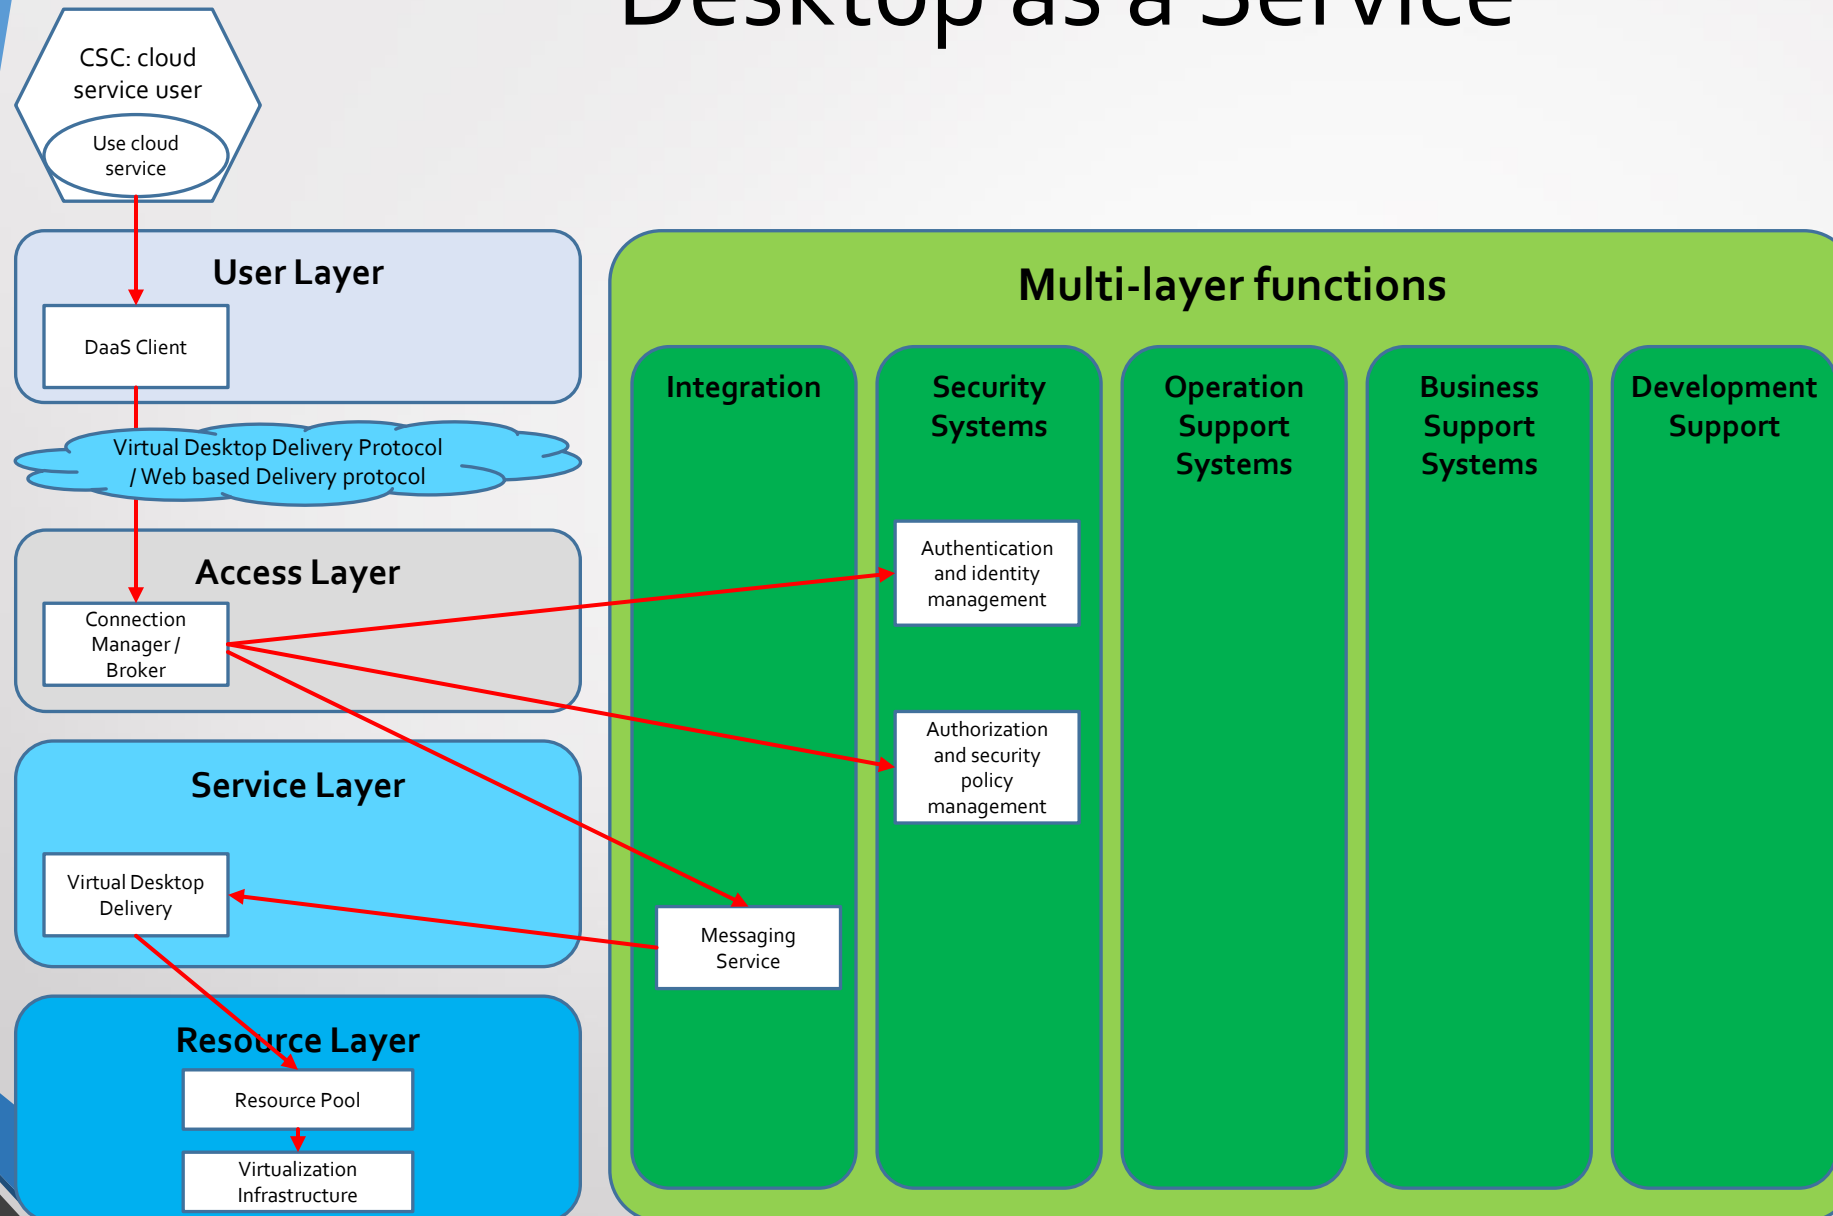 Desktop as a Service
CSC: cloud
service user
Use cloud
service
User Layer
DaaS Client
Virtual Desktop Delivery Protocol
/ Web based Delivery protocol
Access Layer
Connection
Manager /
Broker
Service Layer
Virtual Desktop
Delivery
Resource Layer
Resource Pool
Virtualization
Infrastructure
Multi-layer functions
Integration
Messaging
Service
Security
Systems
Authentication
and identity
management
Authorization
and security
policy
management
Operation
Support
Systems
Business
Support
Systems
Development
Support